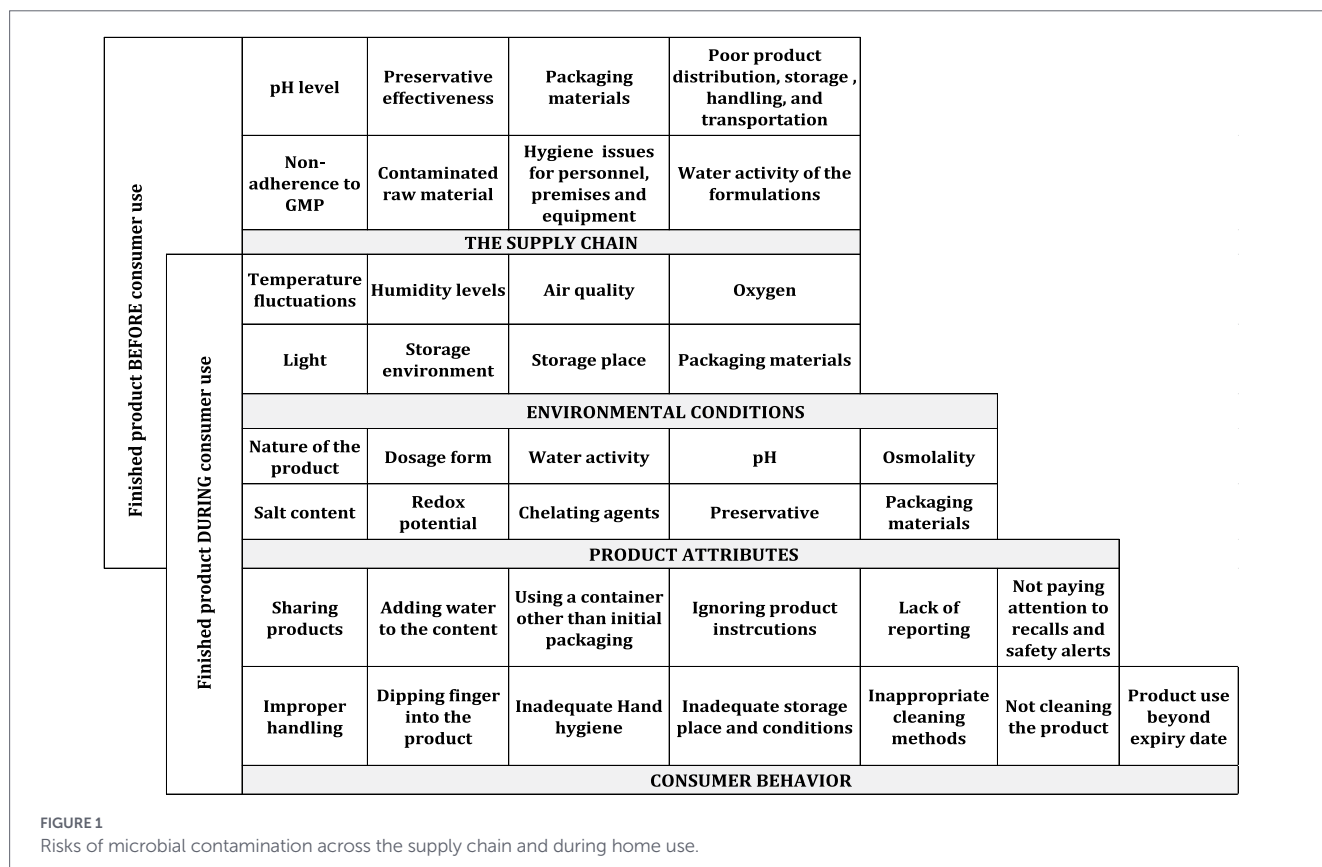 Finished product BEFORE consumer use
Finished product DURING consumer use
pH level
Preservative
effectiveness
Packaging
materials
Poor product
distribution, storage ,
handling, and
transportation
Non-
adherence to
GMP
Contaminated
raw material
Hygiene issues
for personnel,
premises and
equipment
Water activity of the
formulations
THE SUPPLY CHAIN
Temperature
fluctuations
Humidity levels
Air quality
Oxygen
Light
Storage
environment
Storage place
Packaging materials
ENVIRONMENTAL CONDITIONS
Nature of the
product
Dosage form
Water activity
pH
Osmolality
Salt content
Redox
potential
Chelating agents
Preservative
Packaging
materials
PRODUCT ATTRIBUTES
Sharing
products
Adding water
to the content
Using a container
other than initial
packaging
Ignoring product
instrcutions
Lack of
reporting
Not paying
attention to
recalls and
safety alerts
Improper
handling
Dipping finger
into the
product
Inadequate Hand
hygiene
Inadequate storage
place and conditions
Inappropriate
cleaning
methods
Not cleaning
the product
Product use
beyond
expiry date
CONSUMER BEHAVIOR
FIGURE 1
Risks of microbial contamination across the supply chain and during home use.